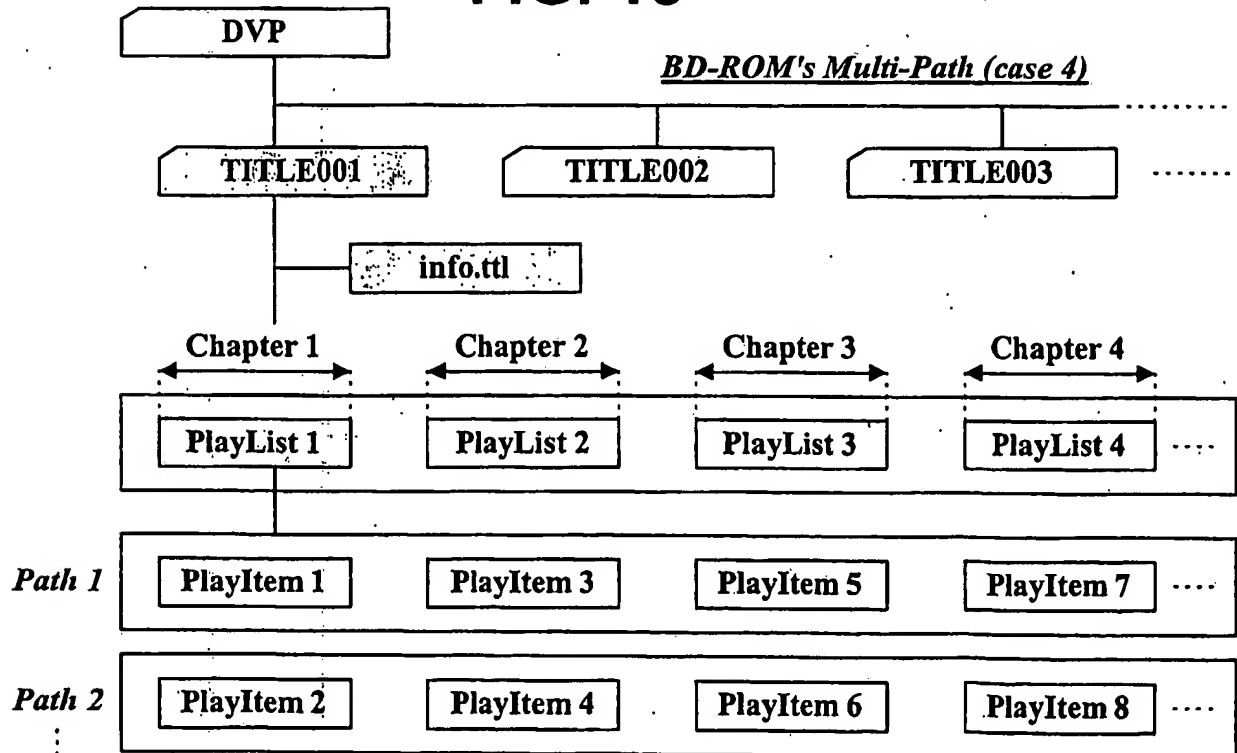 DVP
BD-ROM's Multi-Path (case 4)
TITLE001 TITLE002 TITLE003
info.ttl
Chapter 1 Chapter 2 Chapter 3 Chapter 4
PlayList 1 PlayList 2 PlayList 3 PlayList 4
Path 1 PlayItem 1 PlayItem 3 PlayItem 5 PlayItem 7
Path 2 PlayItem 2 PlayItem 4 PlayItem 6 PlayItem 8